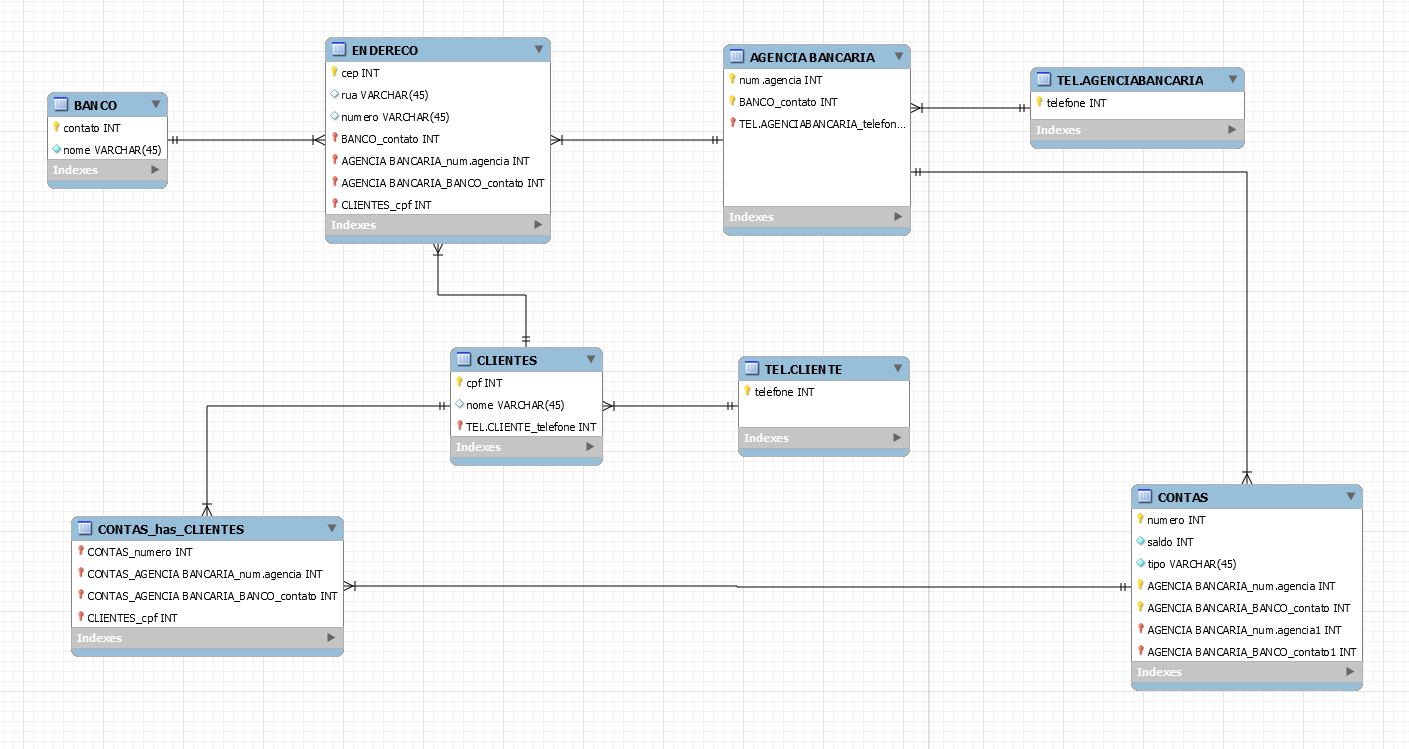 BANCO
contato INT
nome VARCHAR(45)
Indexes
ENDERECO
cep INT
rua VARCHAR(45)
numero VARCHAR(45)
BANCO_contato INT
AGENCIA BANCARIA_num.agencia INT
AGENCIA BANCARIA_BANCO_contato INT
CLIENTES_cpf INT
Indexes
AGENCIA BANCARIA
num.agencia INT
BANCO_contato INT
TEL.AGENCIABANCARIA_telefon...
Indexes
TEL.AGENCIABANCARIA
telefone INT
Indexes
CLIENTES
cpf INT
nome VARCHAR(45)
TEL.CLIENTE_telefone INT
Indexes
TEL.CLIENTE
telefone INT
Indexes
CONTAS_has_CLIENTES
CONTAS_numero INT
CONTAS_AGENCIA BANCARIA_num.agencia INT
CONTAS_AGENCIA BANCARIA_BANCO_contato INT
CLIENTES_cpf INT
Indexes
CONTAS
numero INT
saldo INT
tipo VARCHAR(45)
AGENCIA BANCARIA_num.agencia INT
AGENCIA BANCARIA_BANCO_contato INT
AGENCIA BANCARIA_num.agencia1 INT
AGENCIA BANCARIA_BANCO_contato1 INT
Indexes